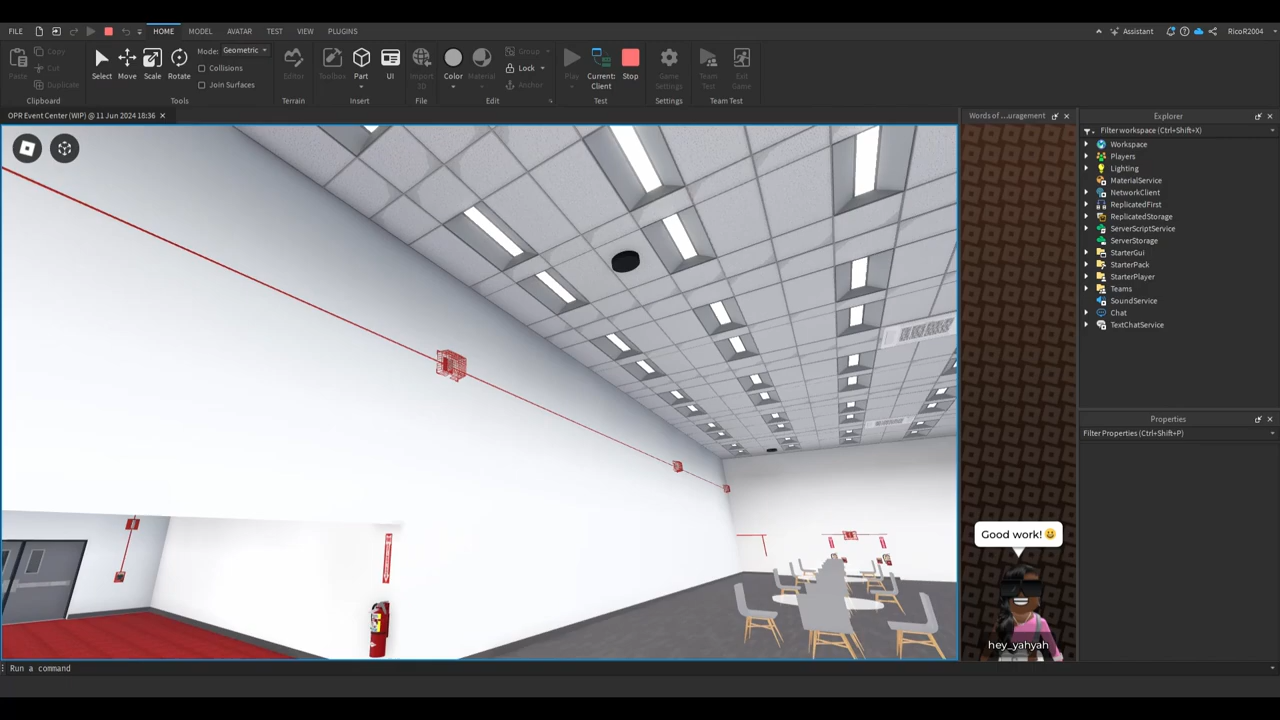 FILE
HOME
MODEL
AVATAR
TEST
VIEW
PLUGINS
Assistant
RicoR2004
Paste
Copy
Cut
Duplicate
Clipboard
Select
Move
Scale
Rotate
Mode: Geometric
Collisions
Join Surfaces
Tools
Editor
Terrain
Toolbox
Part
UI
Insert
Import
3D
File
Color
Material
Group
Lock
Anchor
Edit
Play
Current:
Client
Stop
Test
Game
Settings
Settings
Team
Test
Exit
Game
Team Test
OPR Event Center (WIP) @ 11 Jun 2024 18:36
Words of ...uragement
Good work! 😀
hey_yahyah
Explorer
Filter workspace (Ctrl+Shift+X)
Workspace
Players
Lighting
MaterialService
NetworkClient
ReplicatedFirst
ReplicatedStorage
ServerScriptService
ServerStorage
StarterGui
StarterPack
StarterPlayer
Teams
SoundService
Chat
TextChatService
Properties
Filter Properties (Ctrl+Shift+P)
Run a command